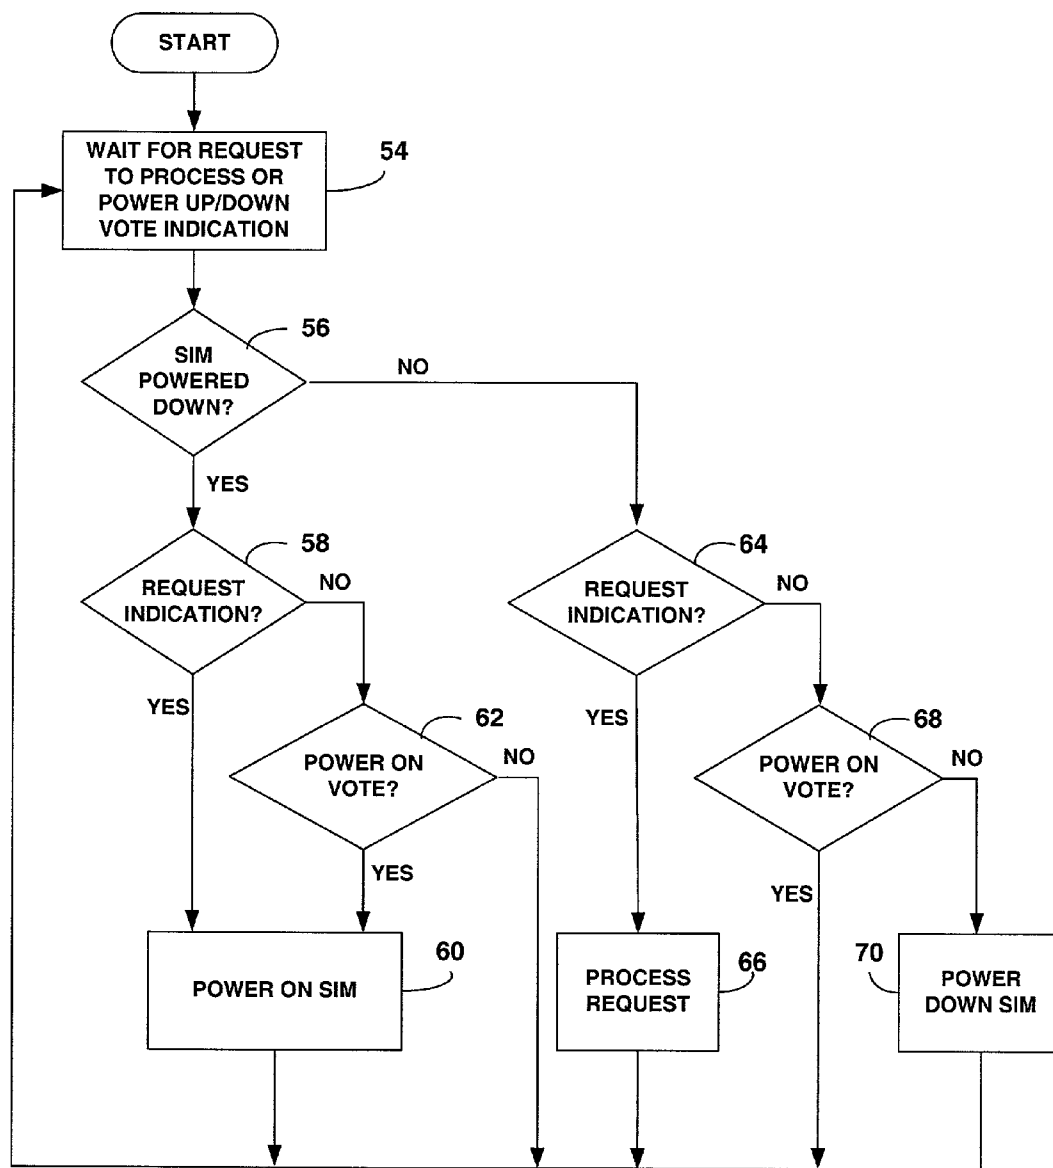 START
WAIT FOR REQUEST
TO PROCESS OR
POWER UP/DOWN
VOTE INDICATION
54
SIM
POWERED
DOWN?
56
NO
YES
REQUEST
INDICATION?
58
NO
YES
REQUEST
INDICATION?
64
NO
YES
POWER ON
VOTE?
62
NO
YES
POWER ON
VOTE?
68
NO
YES
POWER ON SIM
60
PROCESS
REQUEST
66
POWER
DOWN SIM
70